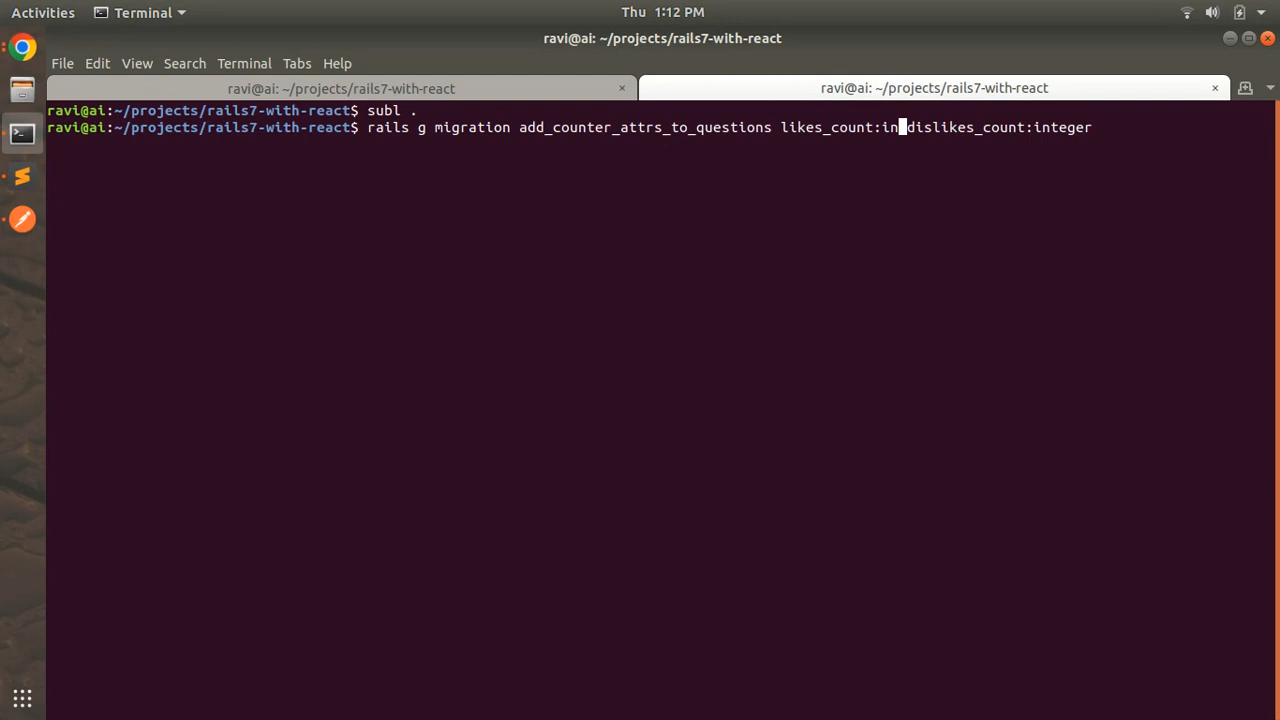 Activities Terminal Thu 1:12 PM
ravi@ai: ~/projects/rails7-with-react
File Edit View Search Terminal Tabs Help
ravi@ai: ~/projects/rails7-with-react × ravi@ai: ~/projects/rails7-with-react ×
ravi@ai:~/projects/rails7-with-react$ subl .
ravi@ai:~/projects/rails7-with-react$ rails g migration add_counter_attrs_to_questions likes_count:in dislikes_count:integer